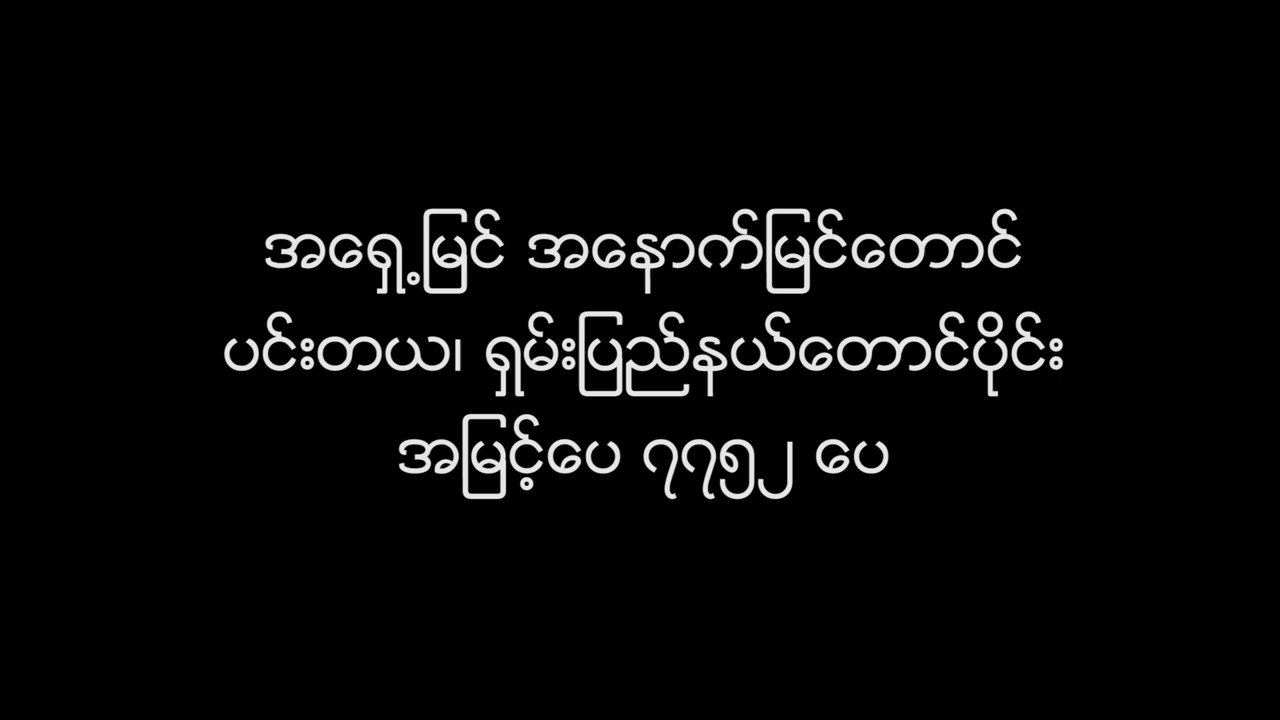 အရှေ့မြင် အနောက်မြင်တောင်
ပင်းတယ၊ ရှမ်းပြည်နယ်တောင်ပိုင်း
အမြင့်ပေ ၇၇၅၂ ပေ